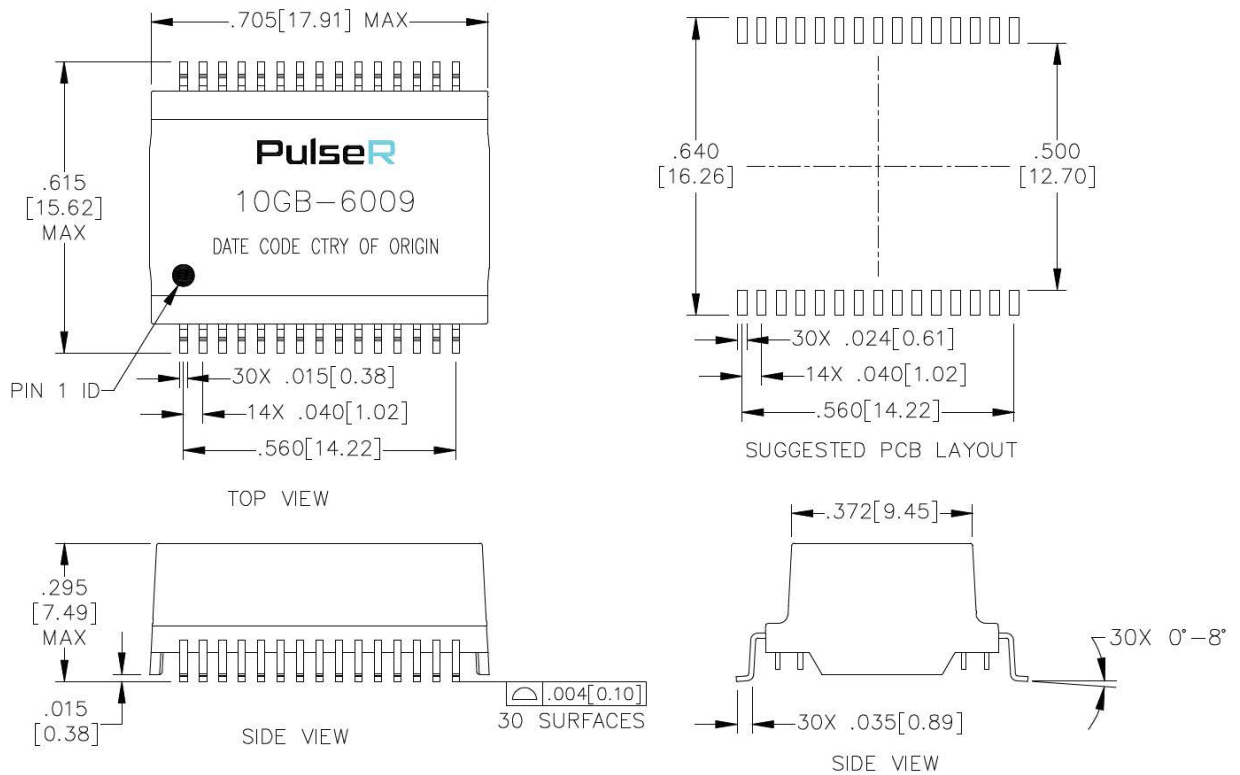 .705[17.91] MAX
.615
[15.62]
MAX
PulseR
10GB-6009
DATE CODE CTRY OF ORIGIN
PIN 1 ID
30X .015[0.38]
14X .040[1.02]
.560[14.22]
TOP VIEW
.640
[16.26]
.500
[12.70]
30X .024[0.61]
14X .040[1.02]
.560[14.22]
SUGGESTED PCB LAYOUT
.295
[7.49]
MAX
.015
[0.38]
.004[0.10]
30 SURFACES
SIDE VIEW
.372[9.45]
30X 0°-8°
30X .035[0.89]
SIDE VIEW